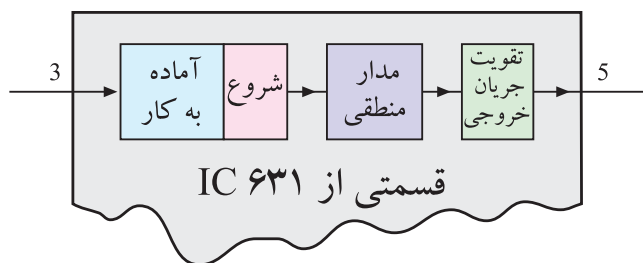 3
آماده
به کار
شروع
مدار
منطقی
تقویت
جریان
خروجی
5
قسمتی از IC ۶۳۱